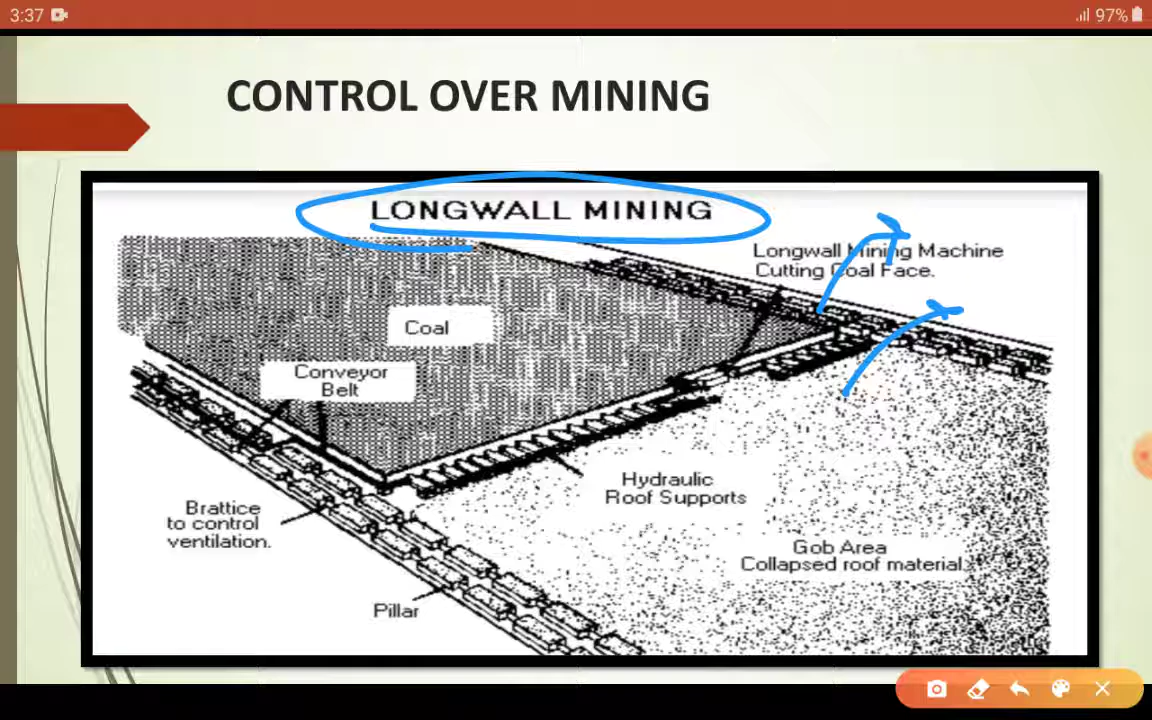 3:37 97%
CONTROL OVER MINING
LONGWALL MINING
Longwall Mining Machine
Cutting Coal Face.
Coal
Conveyor
Belt
Hydraulic
Roof Supports
Brattice
to control
ventilation.
Gob Area
Collapsed roof material.
Pillar